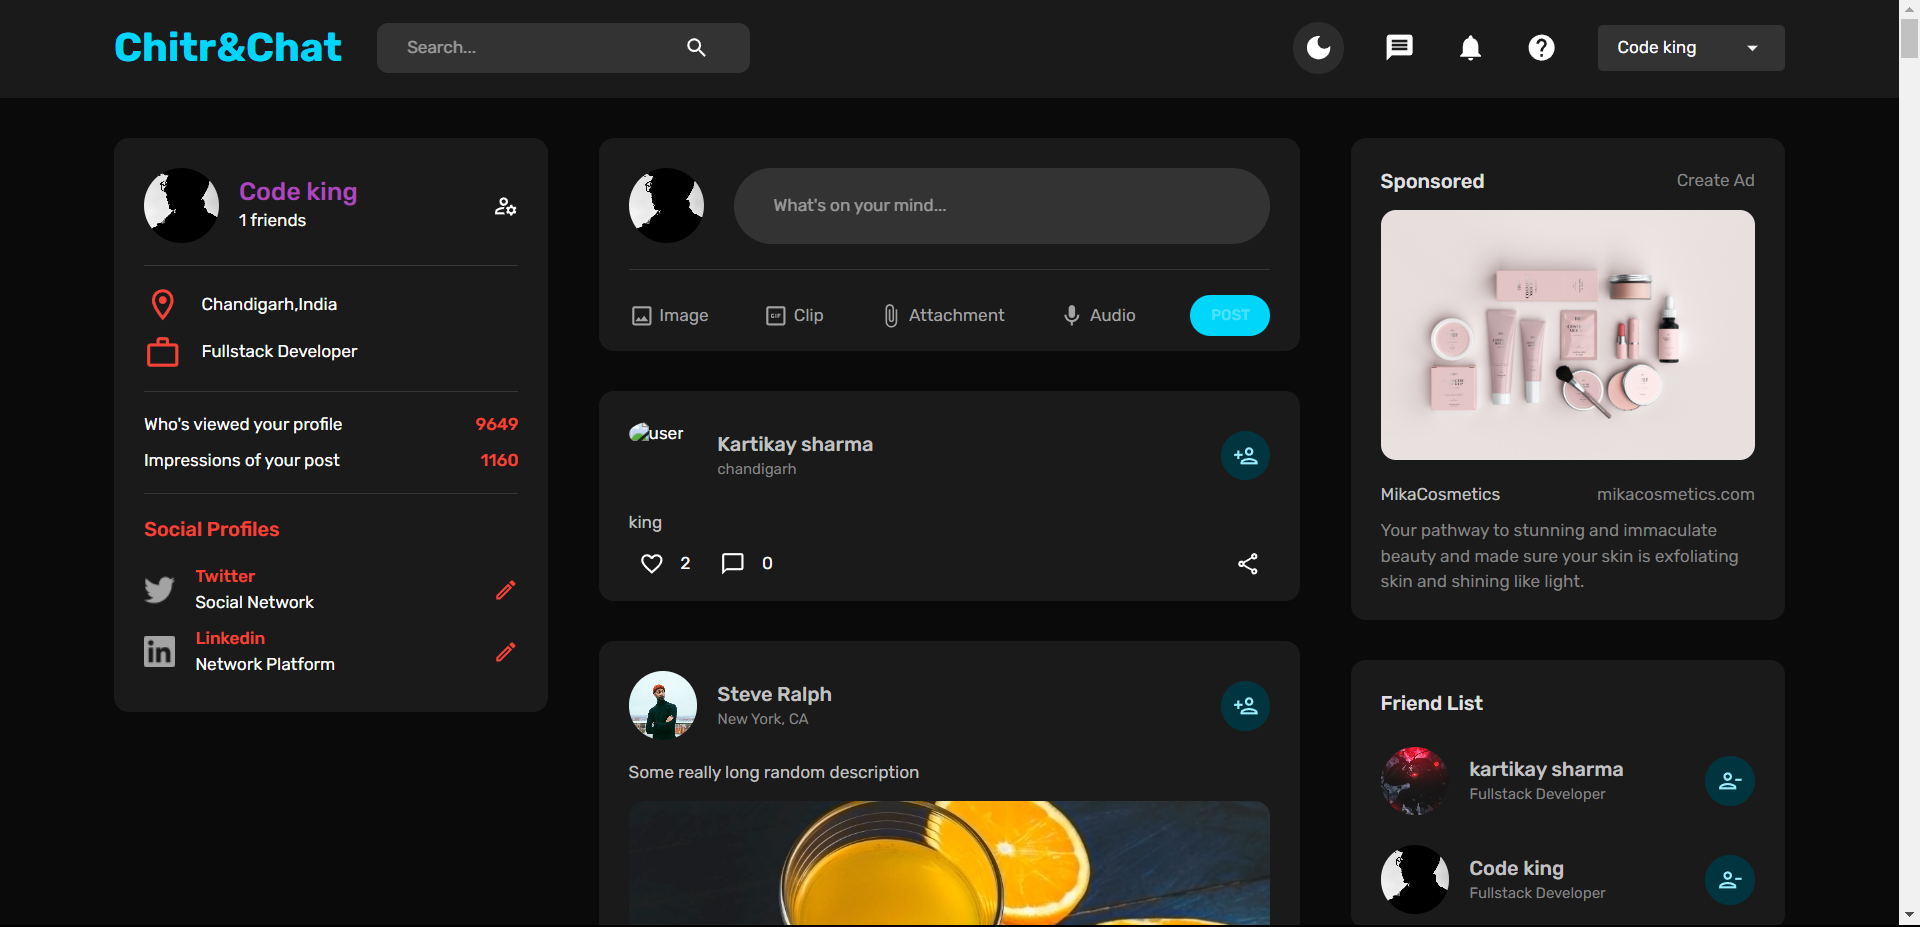 Chitr&Chat
Search...
Code king
Code king
1 friends
Chandigarh,India
Fullstack Developer
Who's viewed your profile 9649
Impressions of your post 1160
Social Profiles
Twitter
Social Network
Linkedin
Network Platform
What's on your mind...
Image
GIF
Clip
Attachment
Audio
POST
user
Kartikay sharma
chandigarh
king
2
0
Steve Ralph
New York, CA
Some really long random description
Sponsored
Create Ad
MikaCosmetics
mikacosmetics.com
Your pathway to stunning and immaculate
beauty and made sure your skin is exfoliating
skin and shining like light.
Friend List
kartikay sharma
Fullstack Developer
Code king
Fullstack Developer